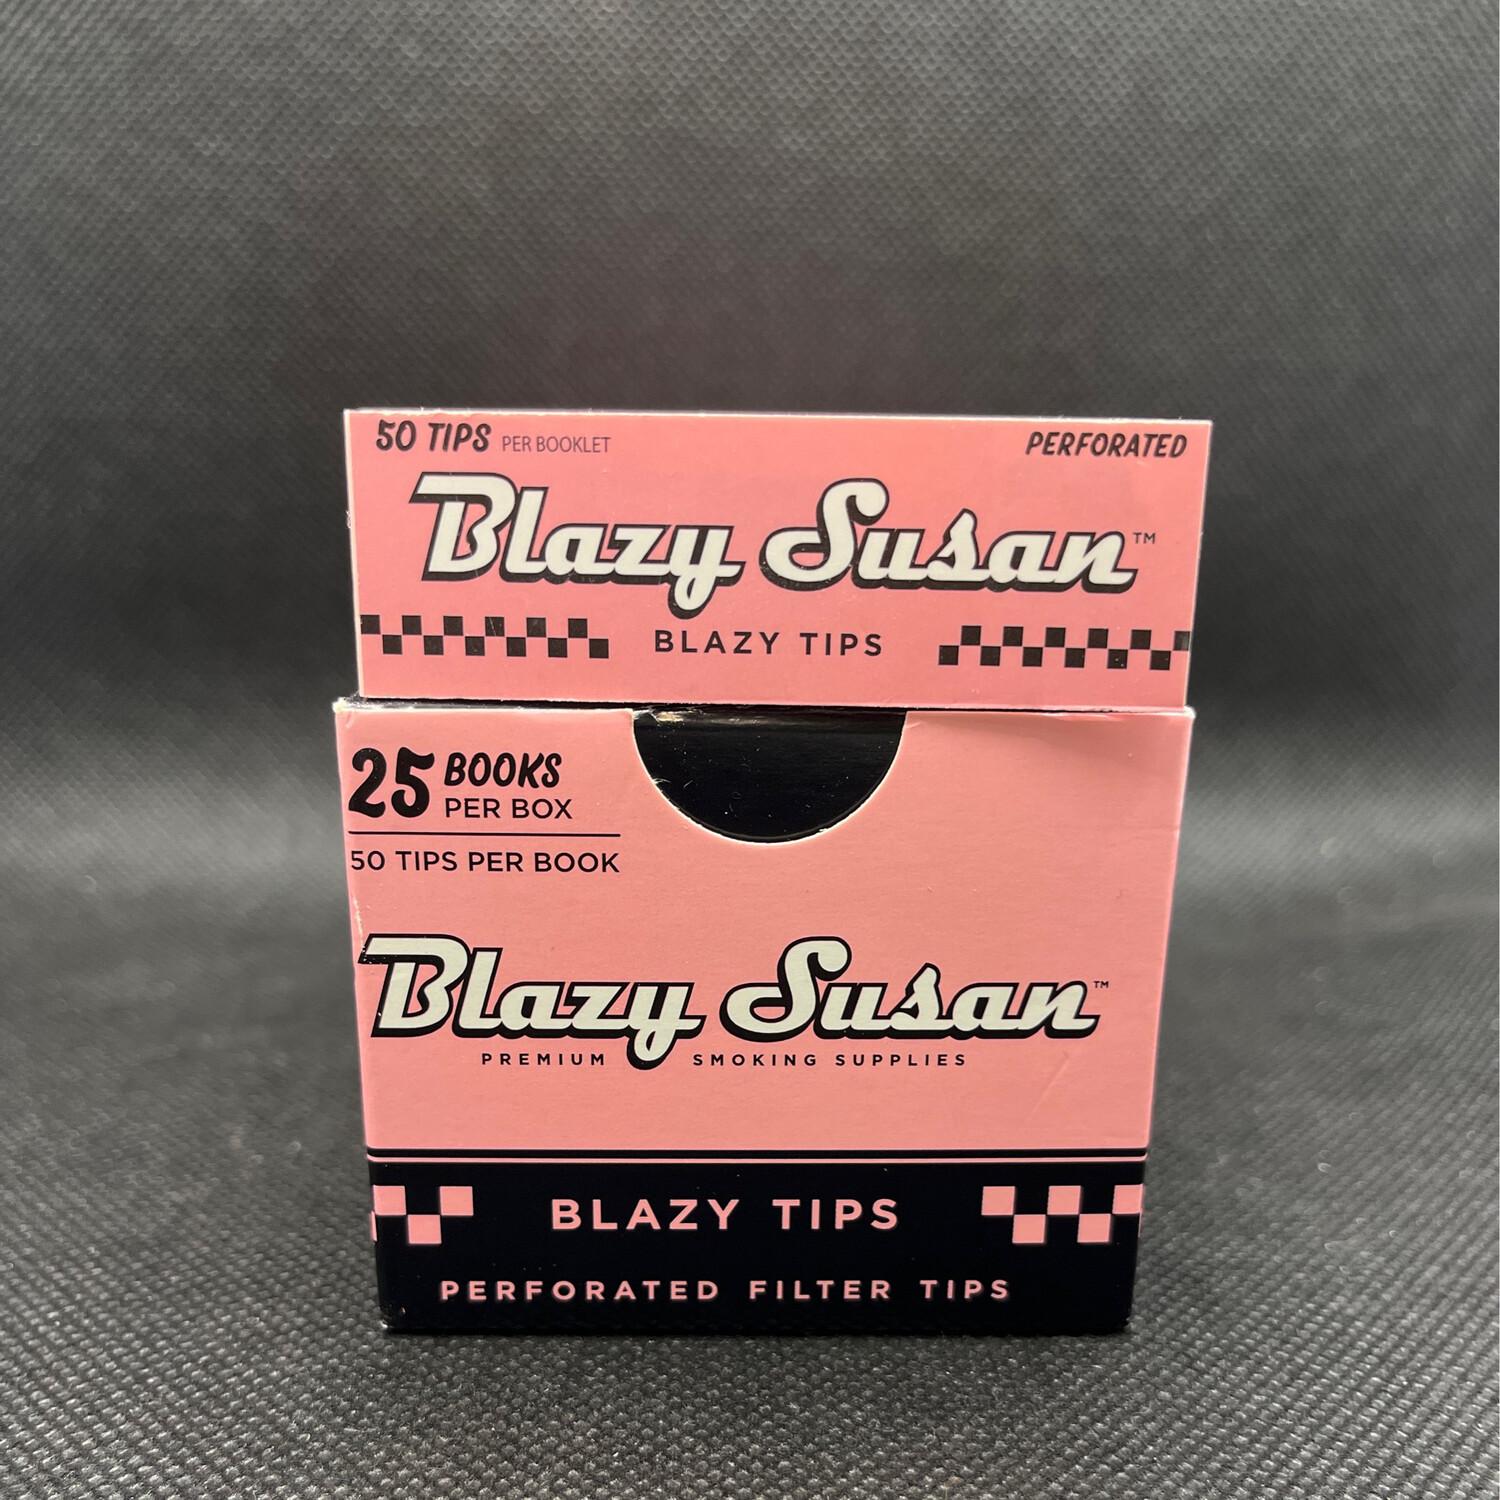 50 TIPS PER BOOKLET PERFORATED
Blazy Susan™
BLAZY TIPS
25 BOOKS
PER BOX
50 TIPS PER BOOK
Blazy Susan™
PREMIUM SMOKING SUPPLIES
BLAZY TIPS
PERFORATED FILTER TIPS